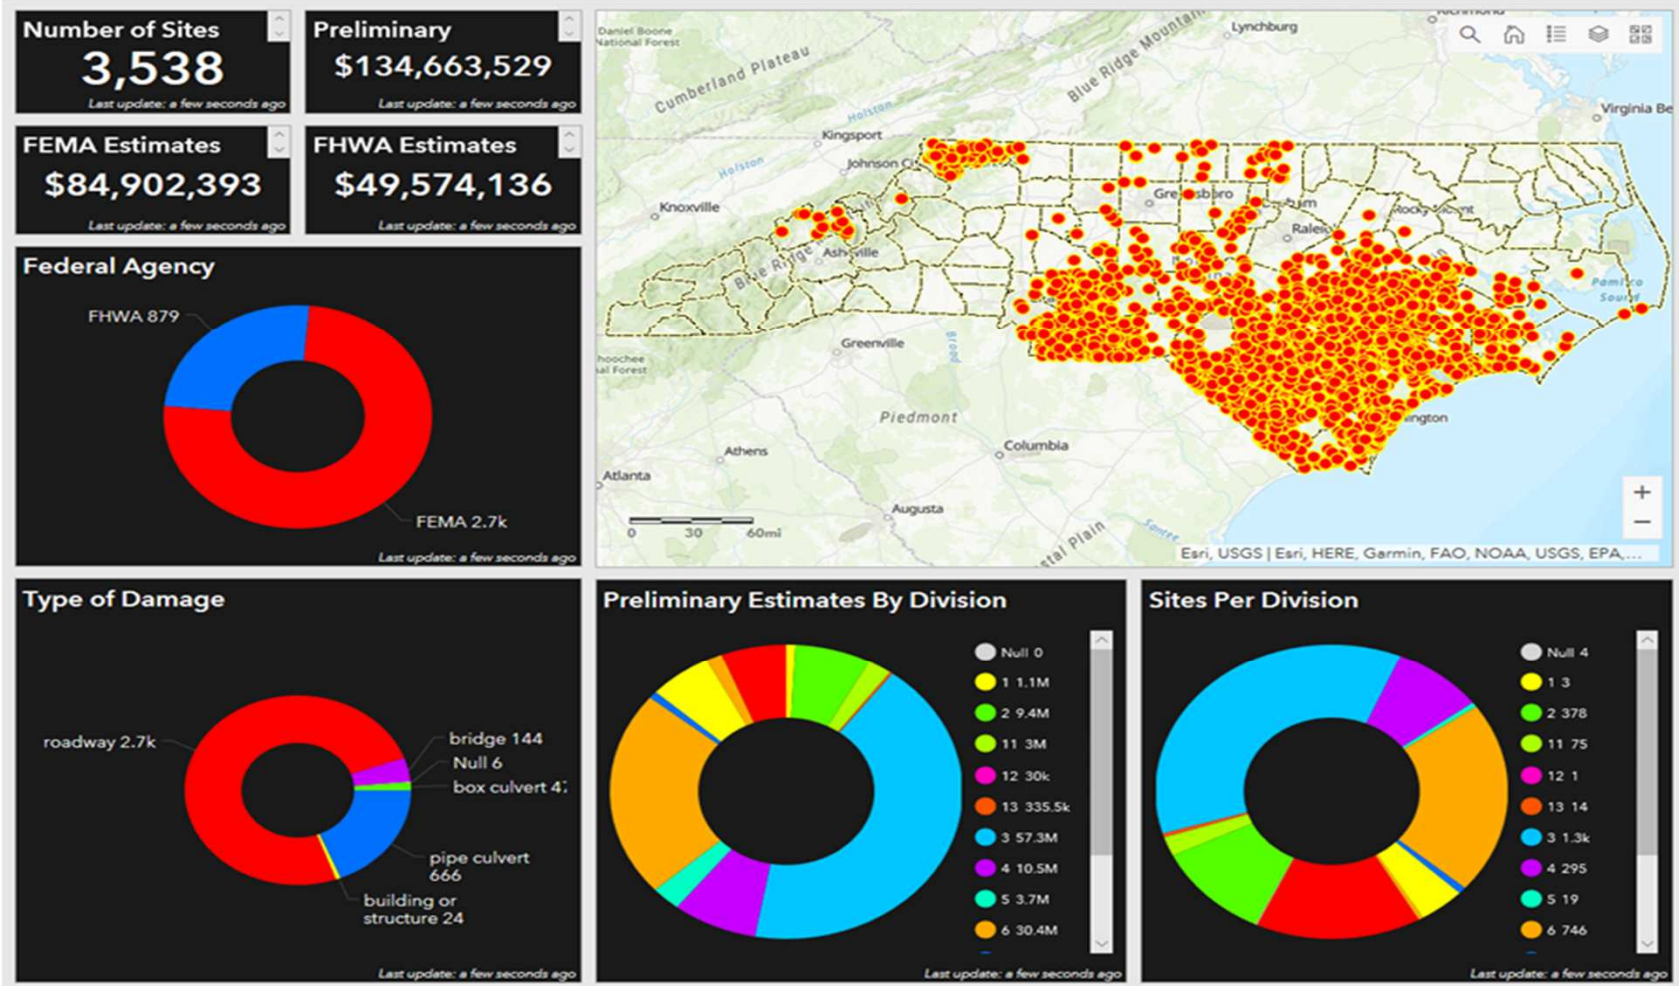 Number of Sites
3,538
Last update: a few seconds ago
Preliminary
$134,663,529
Last update: a few seconds ago
FEMA Estimates
$84,902,393
Last update: a few seconds ago
FHWA Estimates
$49,574,136
Last update: a few seconds ago
Federal Agency
FHWA 879
FEMA 2.7k
Last update: a few seconds ago
Daniel Boone
National Forest
Cumberland Plateau
Blue Ridge Mountain
Lynchburg
Virginia Be
Holston
Kingsport
Johnson Ci
Holston
Knoxville
Blue Ridge
Asheville
Raleigh
Pamlico
Sound
Greenville
Broad
Piedmont
ington
Columbia
Athens
Atlanta
Augusta
Santee
stal Plain
0 30 60mi
Esri, USGS | Esri, HERE, Garmin, FAO, NOAA, USGS, EPA,...
+
−
Type of Damage
roadway 2.7k
bridge 144
Null 6
box culvert 4
pipe culvert
666
building or
structure 24
Last update: a few seconds ago
Preliminary Estimates By Division
Null 0
1 1.1M
2 9.4M
11 3M
12 30k
13 335.5k
3 57.3M
4 10.5M
5 3.7M
6 30.4M
Last update: a few seconds ago
Sites Per Division
Null 4
1 3
2 378
11 75
12 1
13 14
3 1.3k
4 295
5 19
6 746
Last update: a few seconds ago